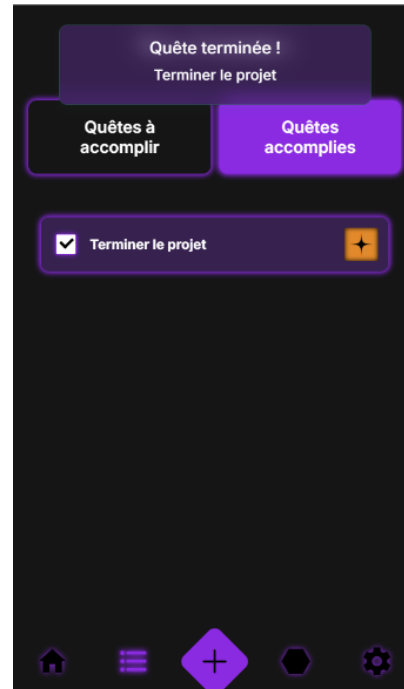 Quête terminée !
Terminer le projet
Quêtes à
accomplir
Quêtes
accomplies
Terminer le projet